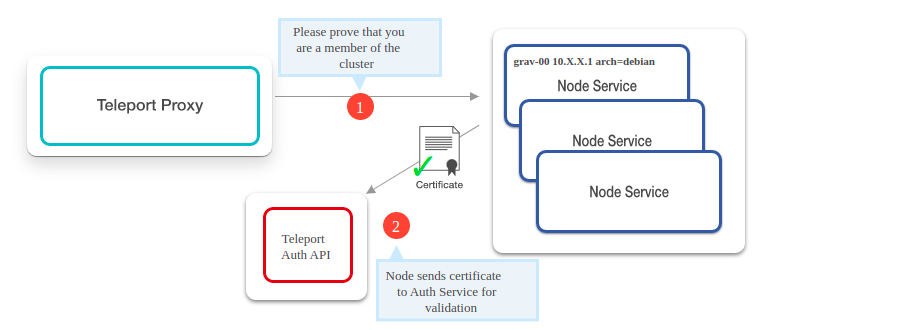 Please prove that you
are a member of the
cluster
Teleport Proxy
1
grav-00 10.X.X.1 arch=debian
Node Service
Node Service
Node Service
Certificate
2
Teleport
Auth API
Node sends certificate
to Auth Service for
validation